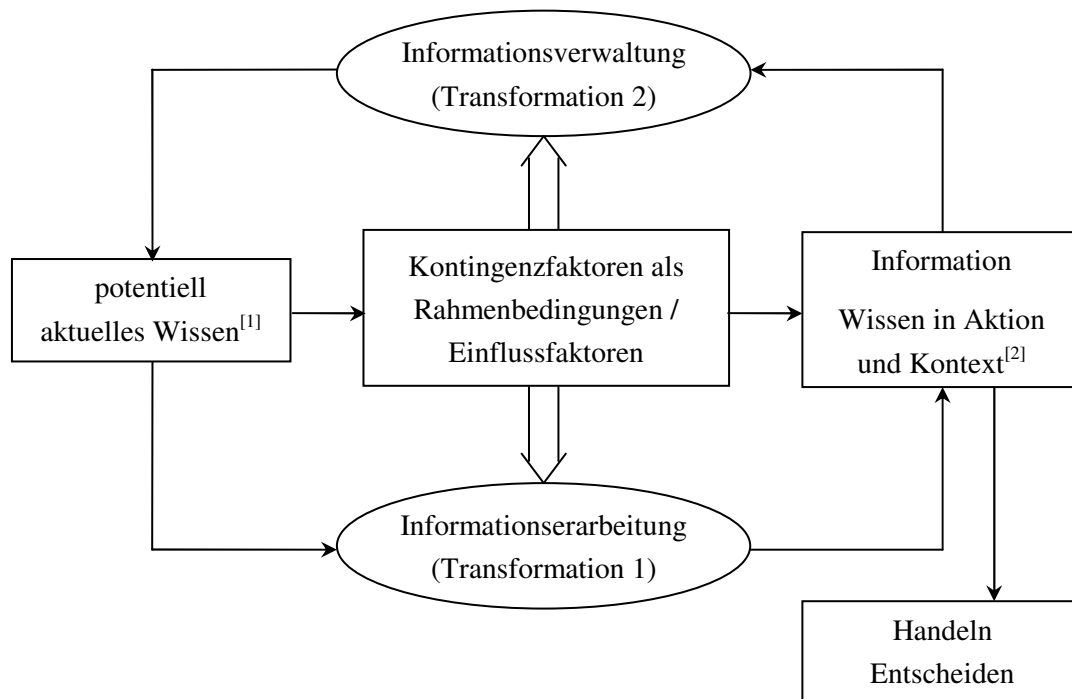 Informationsverwaltung
(Transformation 2)
potentiell
aktuelles Wissen[1]
Kontingenzfaktoren als
Rahmenbedingungen /
Einflussfaktoren
Information
Wissen in Aktion
und Kontext[2]
Informationserarbeitung
(Transformation 1)
Handeln
Entscheiden